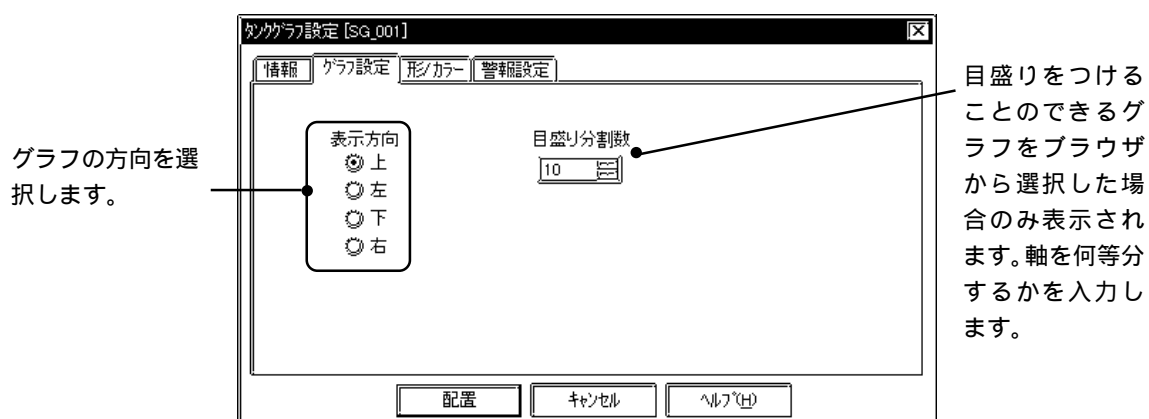 ﾀﾝｸｸﾞﾗﾌ設定 [SG_001]
情報 ｸﾞﾗﾌ設定 形/ｶﾗｰ 警報設定
グラフの方向を選
択します。
表示方向
上
左
下
右
目盛り分割数
10
目盛りをつける
ことのできるグ
ラフをブラウザ
から選択した場
合のみ表示され
ます。軸を何等分
するかを入力し
ます。
配置 ｷｬﾝｾﾙ ﾍﾙﾌﾟ(H)